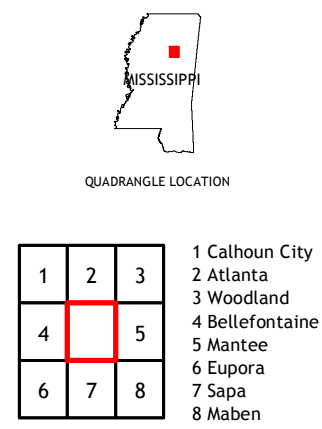 MISSISSIPPI
QUADRANGLE LOCATION
1 2 3
4 5
6 7 8
1 Calhoun City
2 Atlanta
3 Woodland
4 Bellefontaine
5 Mantee
6 Eupora
7 Sapa
8 Maben